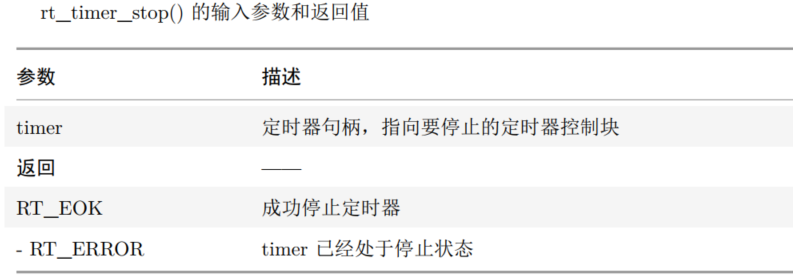 rt_timer_stop() 的输入参数和返回值
参数 描述
timer 定时器句柄，指向要停止的定时器控制块
返回 ——
RT_EOK 成功停止定时器
- RT_ERROR timer 已经处于停止状态